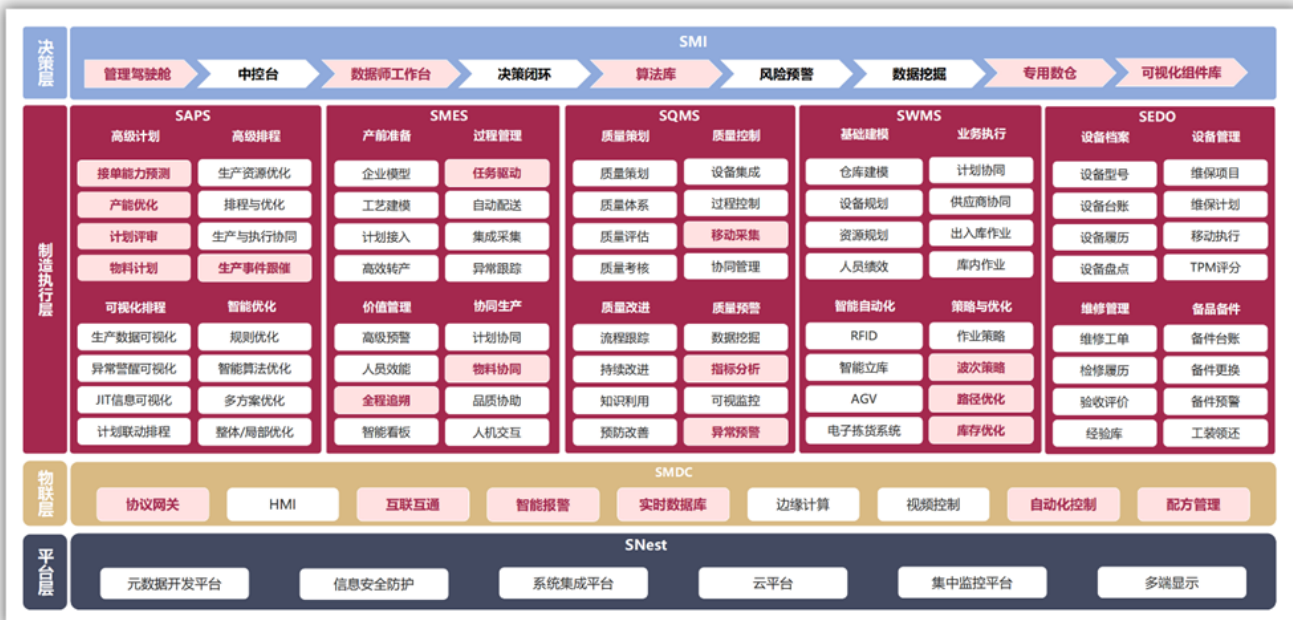 决策层
SMI
管理驾驶舱 中控台 数据师工作台 决策闭环 算法库 风险预警 数据挖掘 专用数仓 可视化组件库
制造执行层
SAPS
高级计划 高级排程
接单能力预测 生产资源优化
产能优化 排程与优化
计划评审 生产与执行协同
物料计划 生产事件跟催
可视化排程 智能优化
生产数据可视化 规则优化
异常警醒可视化 智能算法优化
JIT信息可视化 多方案优化
计划联动排程 整体/局部优化
SMES
产前准备 过程管理
企业模型 任务驱动
工艺建模 自动配送
计划接入 集成采集
高效转产 异常跟踪
价值管理 协同生产
高级预警 计划协同
人员效能 物料协同
全程追朔 品质协助
智能看板 人机交互
SQMS
质量策划 质量控制
质量策划 设备集成
质量体系 过程控制
质量评估 移动采集
质量考核 协同管理
质量改进 质量预警
流程跟踪 数据挖掘
持续改进 指标分析
知识利用 可视监控
预防改善 异常预警
SWMS
基础建模 业务执行
仓库建模 计划协同
设备规划 供应商协同
资源规划 出入库作业
人员绩效 库内作业
智能自动化 策略与优化
RFID 作业策略
智能立库 波次策略
AGV 路径优化
电子拣货系统 库存优化
SEDO
设备档案 设备管理
设备型号 维保项目
设备台账 维保计划
设备履历 移动执行
设备盘点 TPM评分
维修管理 备品备件
维修工单 备件台账
检修履历 备件更换
验收评价 备件预警
经验库 工装领还
物联层
SMDC
协议网关 HMI 互联互通 智能报警 实时数据库 边缘计算 视频控制 自动化控制 配方管理
平台层
SNest
元数据开发平台 信息安全防护 系统集成平台 云平台 集中监控平台 多端显示